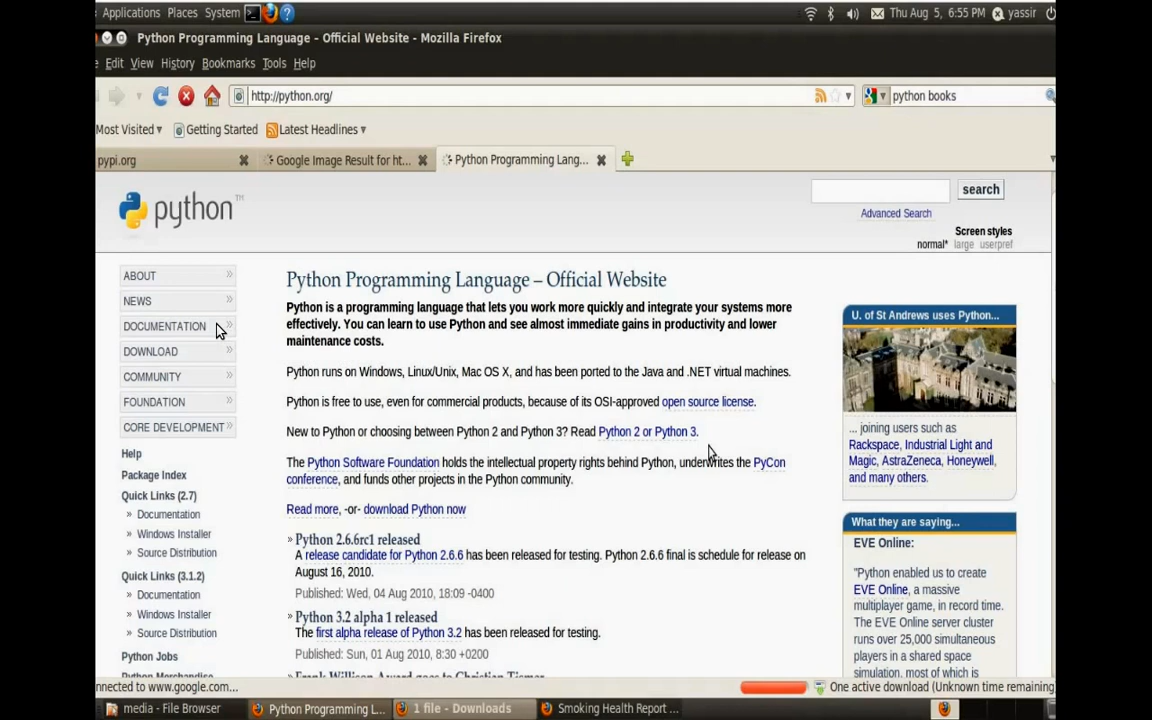 Applications Places System
Thu Aug 5, 6:55 PM yassir
Python Programming Language - Official Website - Mozilla Firefox
Edit View History Bookmarks Tools Help
http://python.org/
python books
Most Visited Getting Started Latest Headlines
pypi.org
Google Image Result for ht...
Python Programming Lang...
python™
search
Advanced Search
Screen styles
normal* large userpref
ABOUT
NEWS
DOCUMENTATION
DOWNLOAD
COMMUNITY
FOUNDATION
CORE DEVELOPMENT
Help
Package Index
Quick Links (2.7)
» Documentation
» Windows Installer
» Source Distribution
Quick Links (3.1.2)
» Documentation
» Windows Installer
» Source Distribution
Python Jobs
Python Merchandise
Python Programming Language – Official Website
Python is a programming language that lets you work more quickly and integrate your systems more
effectively. You can learn to use Python and see almost immediate gains in productivity and lower
maintenance costs.
Python runs on Windows, Linux/Unix, Mac OS X, and has been ported to the Java and .NET virtual machines.
Python is free to use, even for commercial products, because of its OSI-approved open source license.
New to Python or choosing between Python 2 and Python 3? Read Python 2 or Python 3.
The Python Software Foundation holds the intellectual property rights behind Python, underwrites the PyCon
conference, and funds other projects in the Python community.
Read more, -or- download Python now
» Python 2.6.6rc1 released
A release candidate for Python 2.6.6 has been released for testing. Python 2.6.6 final is schedule for release on
August 16, 2010.
Published: Wed, 04 Aug 2010, 18:09 -0400
» Python 3.2 alpha 1 released
The first alpha release of Python 3.2 has been released for testing.
Published: Sun, 01 Aug 2010, 8:30 +0200
Frank Willison Award goes to Christian Tismer
U. of St Andrews uses Python...
... joining users such as
Rackspace, Industrial Light and
Magic, AstraZeneca, Honeywell,
and many others.
What they are saying...
EVE Online:
"Python enabled us to create
EVE Online, a massive
multiplayer game, in record time.
The EVE Online server cluster
runs over 25,000 simultaneous
players in a shared space
simulation, most of which is
nnected to www.google.com...
One active download (Unknown time remaining
media - File Browser
Python Programming L...
1 file - Downloads
Smoking Health Report ...